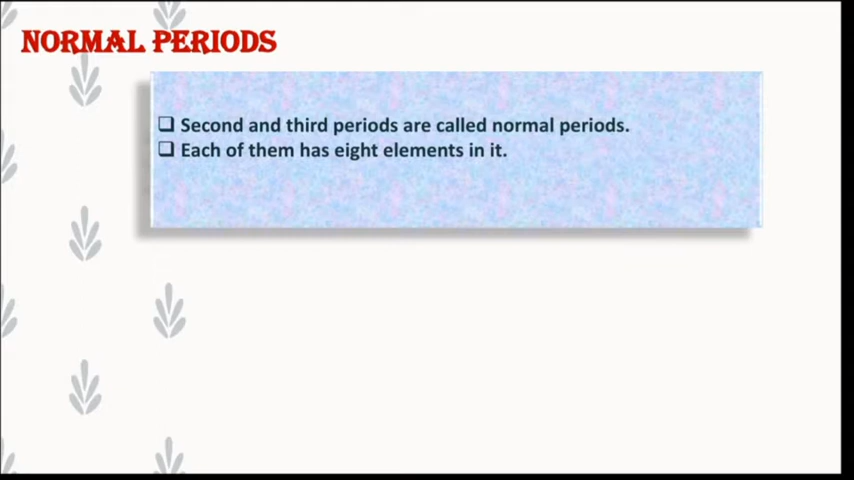 NORMAL PERIODS
❑ Second and third periods are called normal periods.
❑ Each of them has eight elements in it.